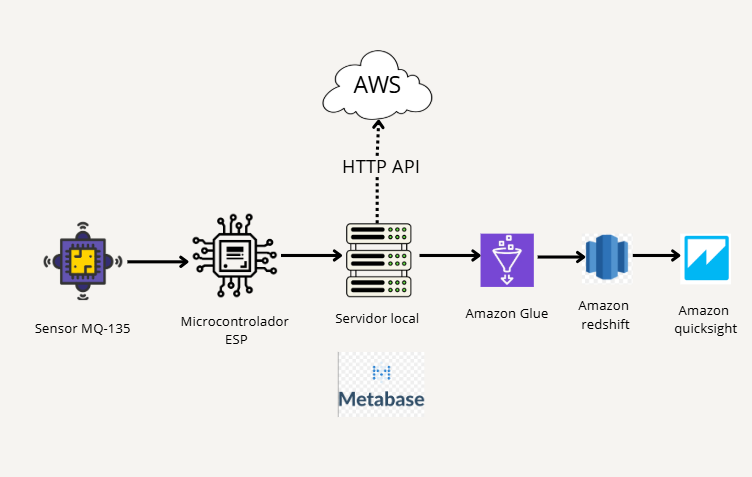 AWS
HTTP API
Sensor MQ-135
Microcontrolador
ESP
Servidor local
Amazon Glue
Amazon
redshift
Amazon
quicksight
Metabase